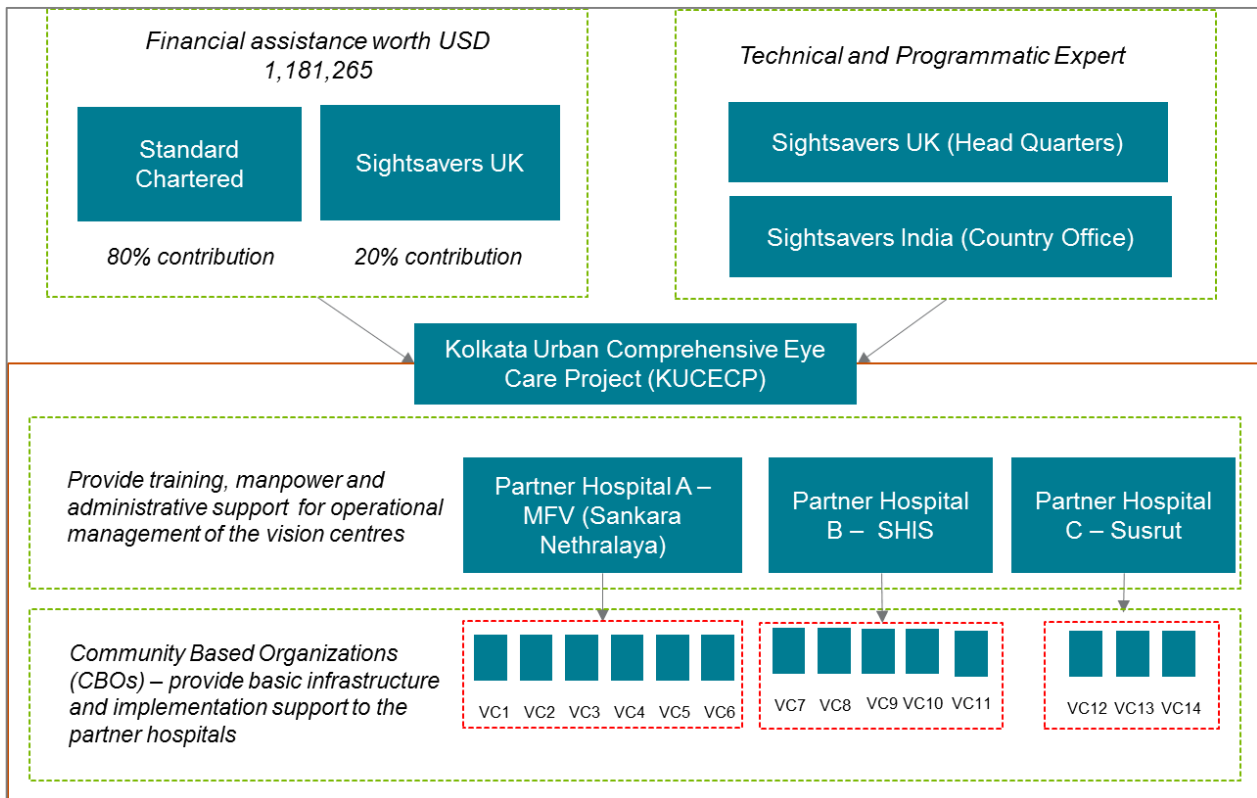 Financial assistance worth USD
1,181,265
Standard
Chartered
Sightsavers UK
80% contribution
20% contribution
Technical and Programmatic Expert
Sightsavers UK (Head Quarters)
Sightsavers India (Country Office)
Kolkata Urban Comprehensive Eye
Care Project (KUCECP)
Provide training, manpower and
administrative support for operational
management of the vision centres
Partner Hospital A –
MFV (Sankara
Nethralaya)
Partner Hospital
B – SHIS
Partner Hospital
C – Susrut
Community Based Organizations
(CBOs) – provide basic infrastructure
and implementation support to the
partner hospitals
VC1 VC2 VC3 VC4 VC5 VC6
VC7 VC8 VC9 VC10 VC11
VC12 VC13 VC14